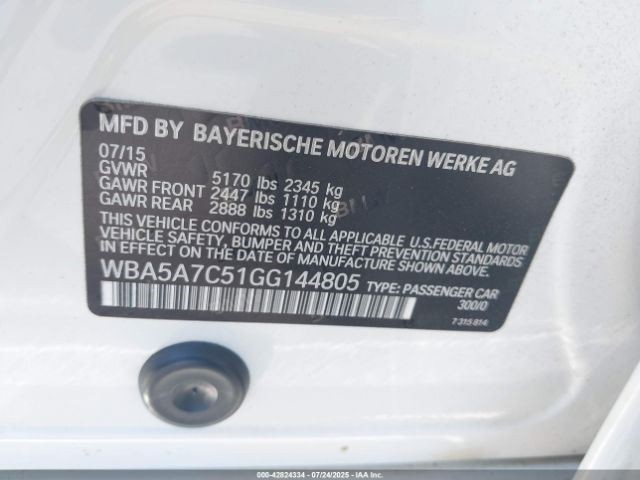 MFD BY BAYERISCHE MOTOREN WERKE AG
07/15
GVWR 5170 lbs 2345 kg
GAWR FRONT 2447 lbs 1110 kg
GAWR REAR 2888 lbs 1310 kg
THIS VEHICLE CONFORMS TO ALL APPLICABLE U.S.FEDERAL MOTOR
VEHICLE SAFETY, BUMPER AND THEFT PREVENTION STANDARDS
IN EFFECT ON THE DATE OF MANUFACTURE SHOWN ABOVE.
WBA5A7C51GG144805 TYPE: PASSENGER CAR
300/0
7 315 814
000-42824334 | 07/24/2025 - IAA Inc.